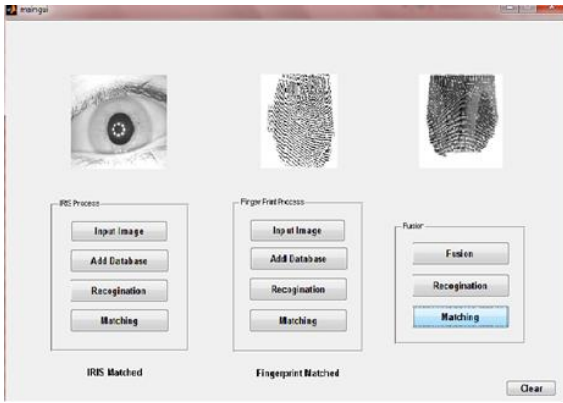 maingui
IRIS Process
Input Image
Add Database
Recogination
Matching
IRIS Matched
Finger Print Process
Input Image
Add Database
Recogination
Matching
Fingerprint Matched
Fusion
Fusion
Recogination
Matching
Clear